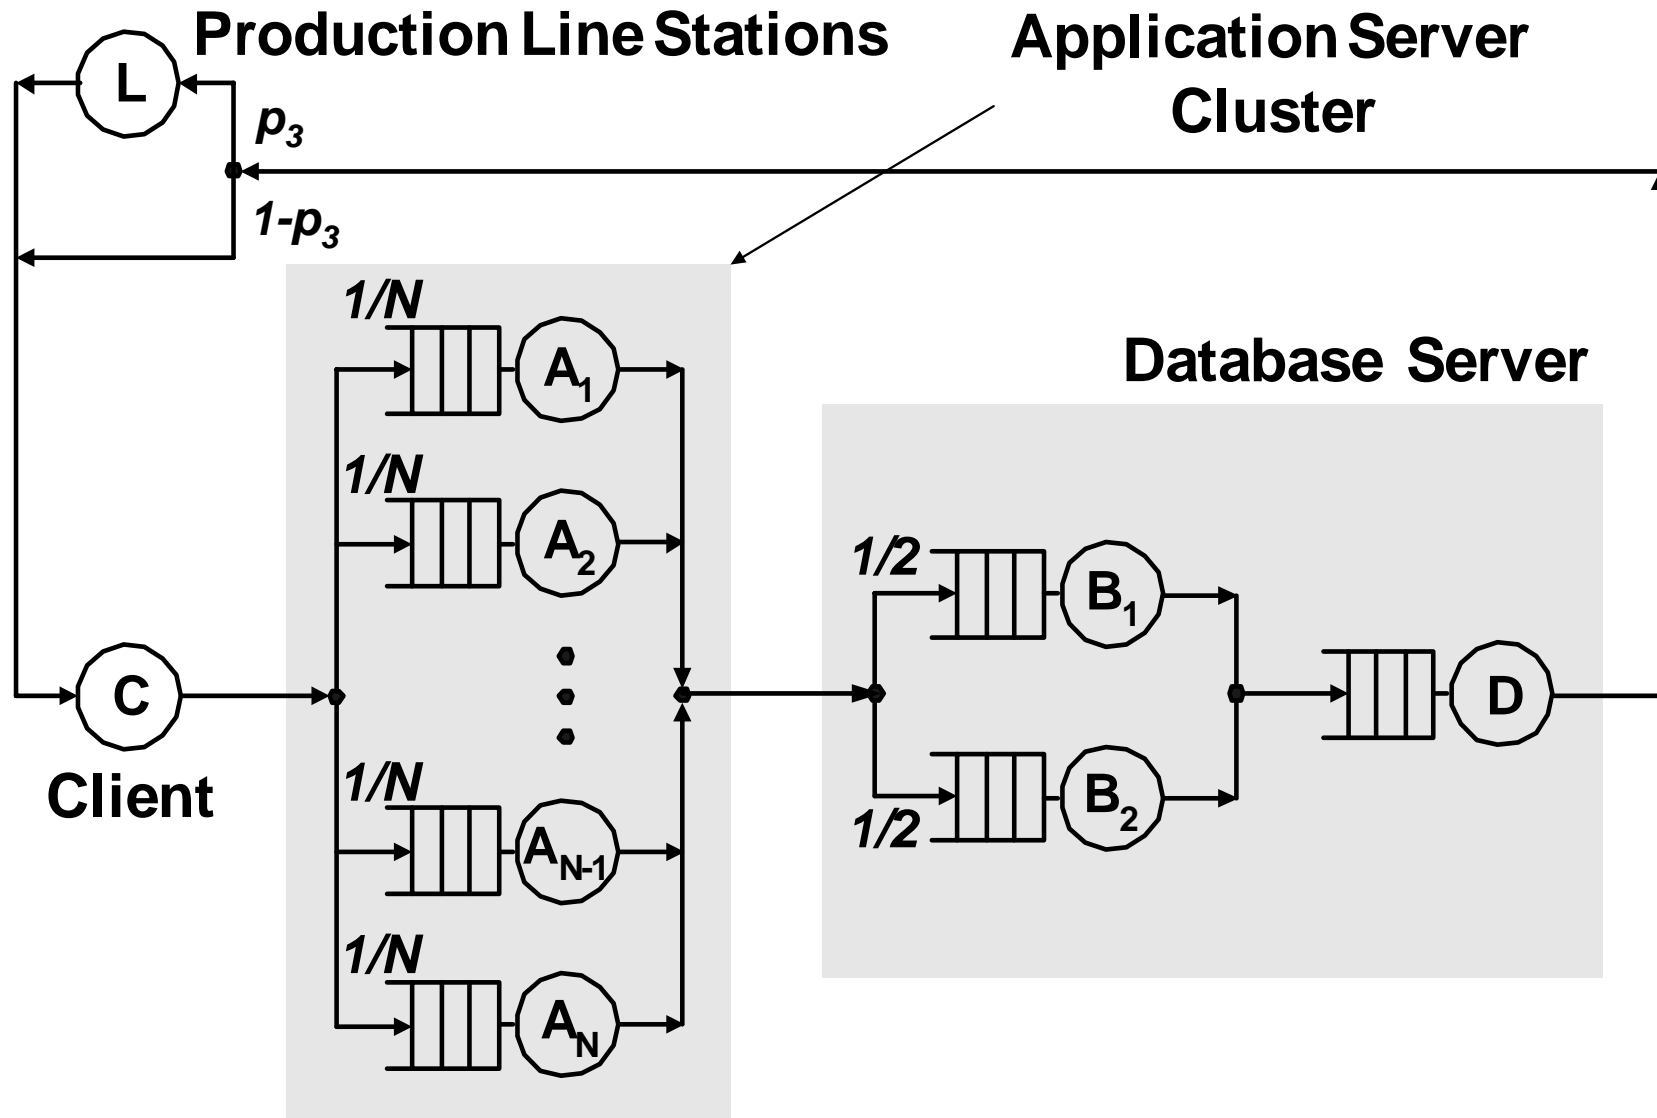 Production Line Stations
Application Server
Cluster
L
p3
1-p3
1/N
A1
Database Server
1/N
A2
1/2
B1
C
D
Client
1/N
AN-1
1/2
B2
1/N
AN